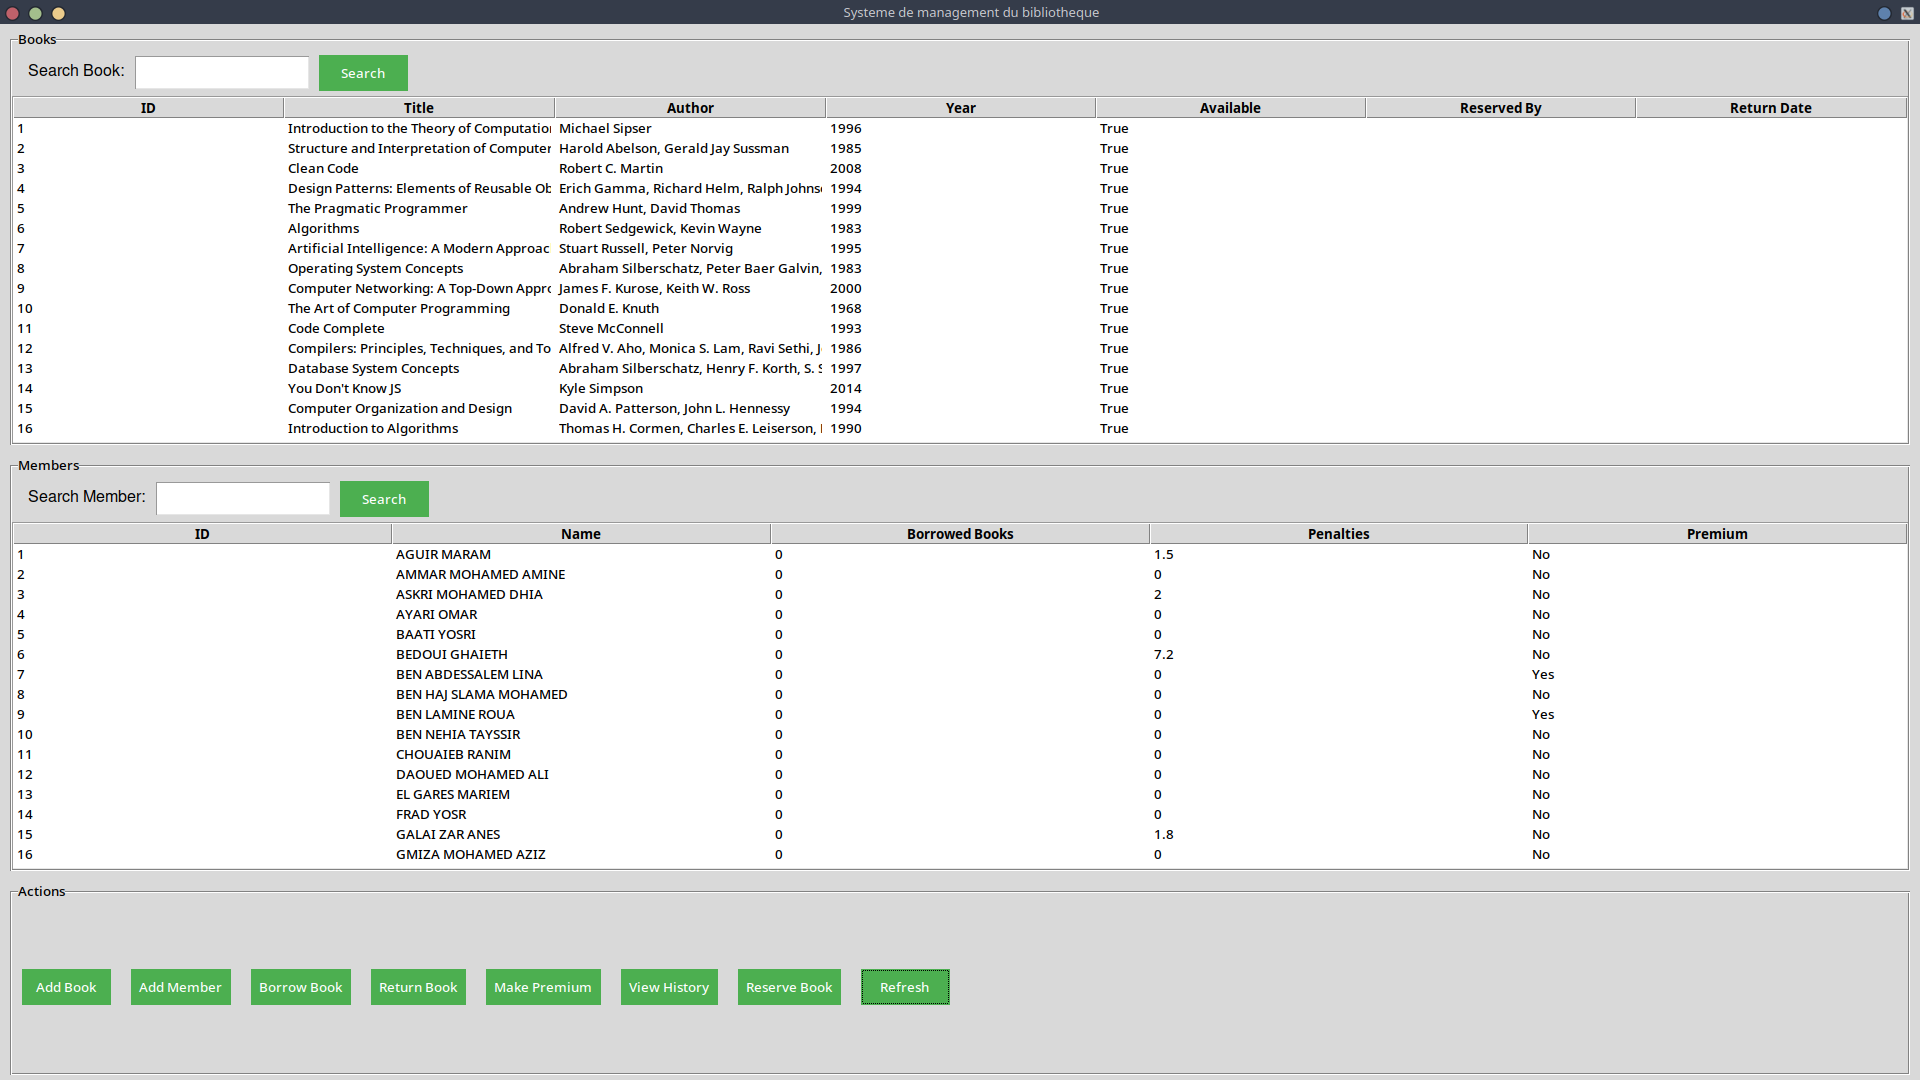 Systeme de management du bibliotheque
Books
Search Book: Search
ID Title Author Year Available Reserved By Return Date
1 Introduction to the Theory of Computation Michael Sipser 1996 True
2 Structure and Interpretation of Computer Harold Abelson, Gerald Jay Sussman 1985 True
3 Clean Code Robert C. Martin 2008 True
4 Design Patterns: Elements of Reusable Ob Erich Gamma, Richard Helm, Ralph Johns 1994 True
5 The Pragmatic Programmer Andrew Hunt, David Thomas 1999 True
6 Algorithms Robert Sedgewick, Kevin Wayne 1983 True
7 Artificial Intelligence: A Modern Approac Stuart Russell, Peter Norvig 1995 True
8 Operating System Concepts Abraham Silberschatz, Peter Baer Galvin, 1983 True
9 Computer Networking: A Top-Down Appro James F. Kurose, Keith W. Ross 2000 True
10 The Art of Computer Programming Donald E. Knuth 1968 True
11 Code Complete Steve McConnell 1993 True
12 Compilers: Principles, Techniques, and To Alfred V. Aho, Monica S. Lam, Ravi Sethi, J 1986 True
13 Database System Concepts Abraham Silberschatz, Henry F. Korth, S. S 1997 True
14 You Don't Know JS Kyle Simpson 2014 True
15 Computer Organization and Design David A. Patterson, John L. Hennessy 1994 True
16 Introduction to Algorithms Thomas H. Cormen, Charles E. Leiserson, 1990 True
Members
Search Member: Search
ID Name Borrowed Books Penalties Premium
1 AGUIR MARAM 0 1.5 No
2 AMMAR MOHAMED AMINE 0 0 No
3 ASKRI MOHAMED DHIA 0 2 No
4 AYARI OMAR 0 0 No
5 BAATI YOSRI 0 0 No
6 BEDOUI GHAIETH 0 7.2 No
7 BEN ABDESSALEM LINA 0 0 Yes
8 BEN HAJ SLAMA MOHAMED 0 0 No
9 BEN LAMINE ROUA 0 0 Yes
10 BEN NEHIA TAYSSIR 0 0 No
11 CHOUAIEB RANIM 0 0 No
12 DAOUED MOHAMED ALI 0 0 No
13 EL GARES MARIEM 0 0 No
14 FRAD YOSR 0 0 No
15 GALAI ZAR ANES 0 1.8 No
16 GMIZA MOHAMED AZIZ 0 0 No
Actions
Add Book Add Member Borrow Book Return Book Make Premium View History Reserve Book Refresh